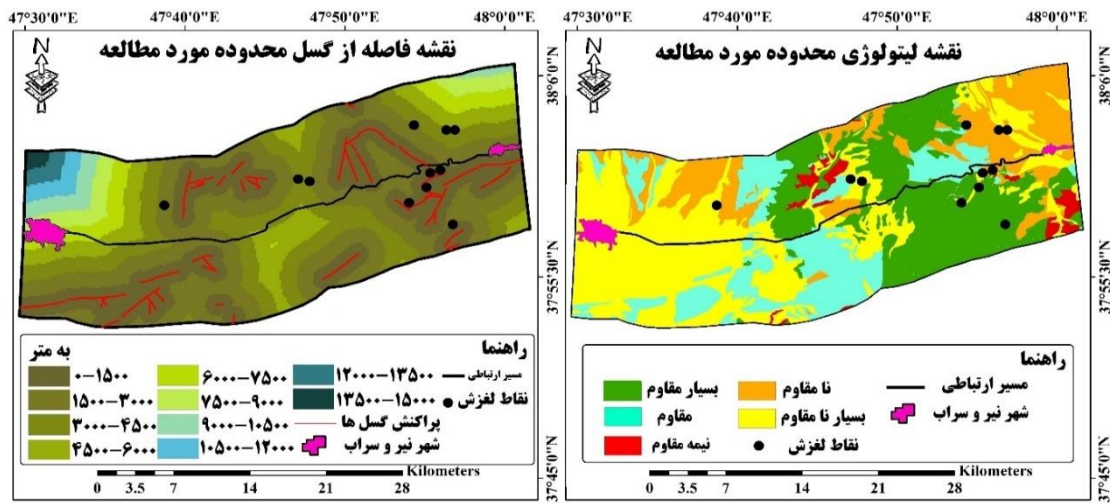 47°30'0"E 47°40'0"E 47°50'0"E 48°0'0"E
N
نقشه فاصله از گسل محدوده مورد مطالعه
38°6'0"N
37°55'30"N
37°45'0"N
راهنما
به متر
۰-۱۵۰۰
۱۵۰۰-۳۰۰۰
۳۰۰۰-۴۵۰۰
۴۵۰۰-۶۰۰۰
۶۰۰۰-۷۵۰۰
۷۵۰۰-۹۰۰۰
۹۰۰۰-۱۰۵۰۰
۱۰۵۰۰-۱۲۰۰۰
۱۲۰۰۰-۱۳۵۰۰
۱۳۵۰۰-۱۵۰۰۰
مسیر ارتباطی
نقاط لغزش
پراکنش گسل ها
شهر نیر و سراب
Kilometers
0 3.5 7 14 21 28
47°30'0"E 47°40'0"E 47°50'0"E 48°0'0"E
N
نقشه لیتولوژی محدوده مورد مطالعه
38°6'0"N
37°55'30"N
37°45'0"N
راهنما
بسیار مقاوم
مقاوم
نیمه مقاوم
نا مقاوم
بسیار نا مقاوم
نقاط لغزش
مسیر ارتباطی
شهر نیر و سراب
Kilometers
0 3.5 7 14 21 28